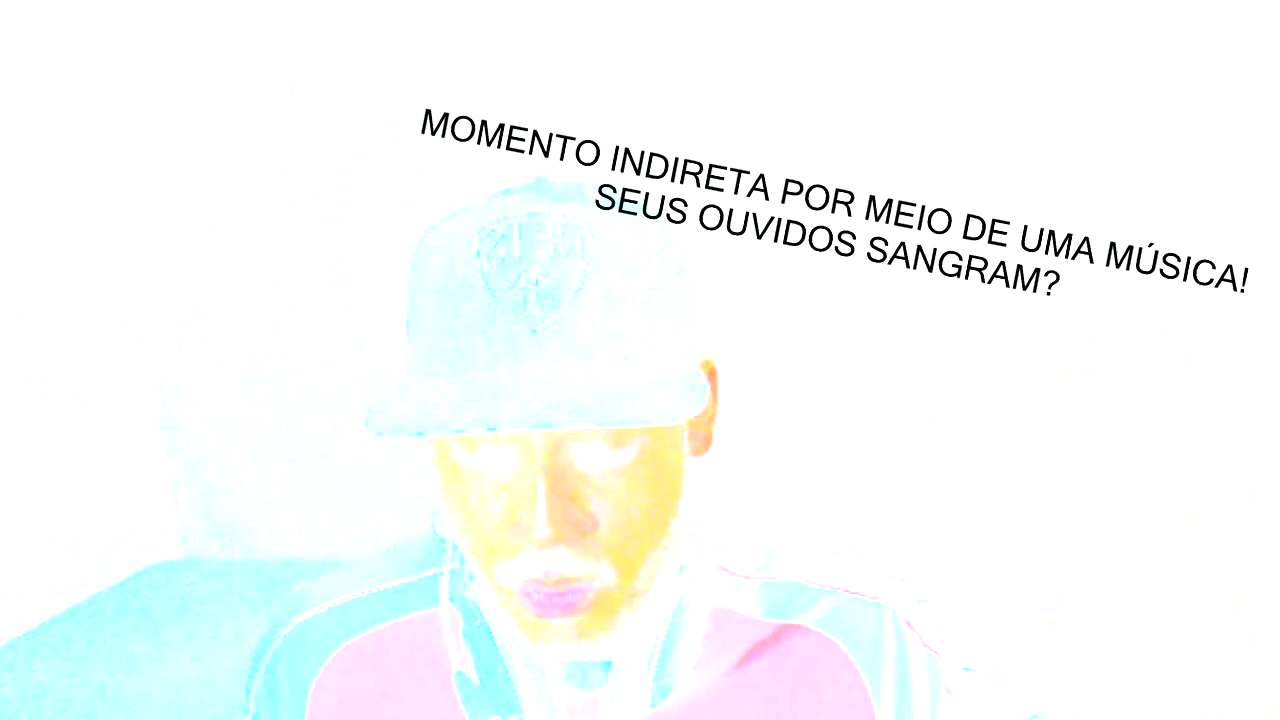 MOMENTO INDIRETA POR MEIO DE UMA MÚSICA!
SEUS OUVIDOS SANGRAM?